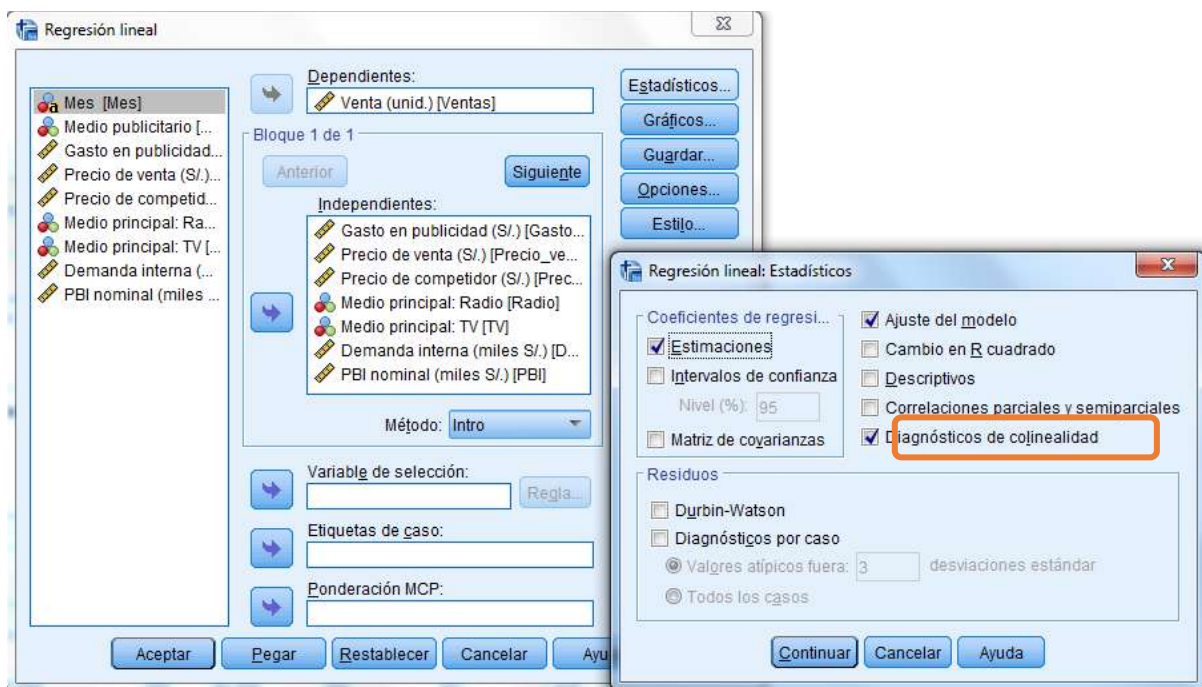 Regresión lineal
Mes [Mes]
Medio publicitario [...
Gasto en publicidad...
Precio de venta (S/.)...
Precio de competid...
Medio principal: Ra...
Medio principal: TV [...
Demanda interna (...
PBI nominal (miles ...
Dependientes:
Venta (unid.) [Ventas]
Bloque 1 de 1
Anterior
Siguiente
Independientes:
Gasto en publicidad (S/.) [Gasto...
Precio de venta (S/.) [Precio_ve...
Precio de competidor (S/.) [Prec...
Medio principal: Radio [Radio]
Medio principal: TV [TV]
Demanda interna (miles S/.) [D...
PBI nominal (miles S/.) [PBI]
Método: Intro
Variable de selección:
Regla...
Etiquetas de caso:
Ponderación MCP:
Estadísticos...
Gráficos...
Guardar...
Opciones...
Estilo...
Aceptar Pegar Restablecer Cancelar Ayu
Regresión lineal: Estadísticos
Coeficientes de regresi...
Estimaciones
Intervalos de confianza
Nivel (%): 95
Matriz de covarianzas
Ajuste del modelo
Cambio en R cuadrado
Descriptivos
Correlaciones parciales y semiparciales
Diagnósticos de colinealidad
Residuos
Durbin-Watson
Diagnósticos por caso
Valores atípicos fuera: 3 desviaciones estándar
Todos los casos
Continuar Cancelar Ayuda